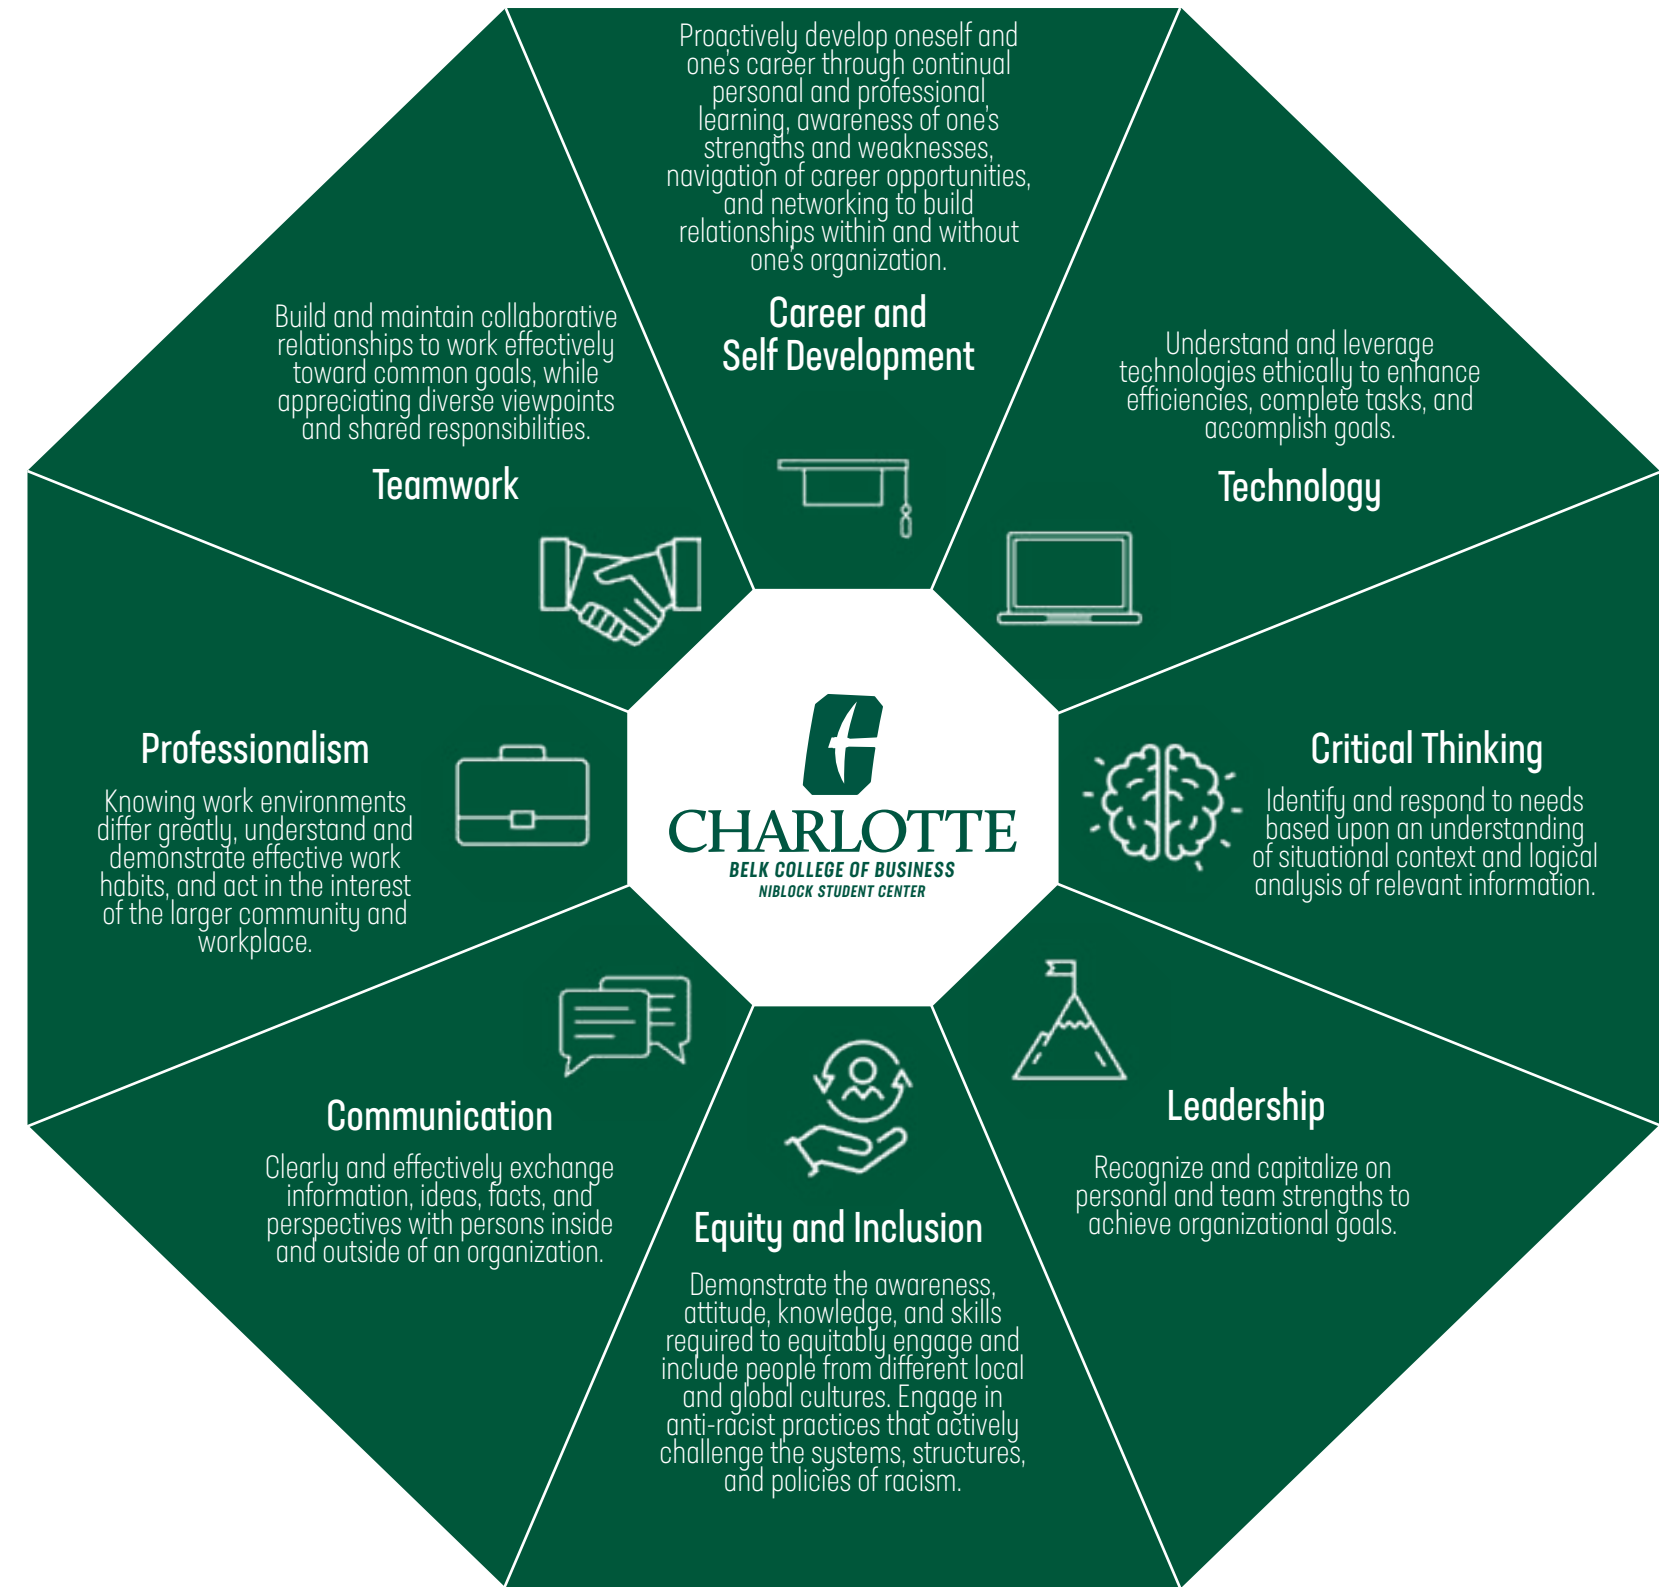 Proactively develop oneself and
one's career through continual
personal and professional
learning, awareness of one's
strengths and weaknesses,
navigation of career opportunities,
and networking to build
relationships within and without
one's organization.
Career and
Self Development
Understand and leverage
technologies ethically to enhance
efficiencies, complete tasks, and
accomplish goals.
Technology
Critical Thinking
Identify and respond to needs
based upon an understanding
of situational context and logical
analysis of relevant information.
Leadership
Recognize and capitalize on
personal and team strengths to
achieve organizational goals.
Equity and Inclusion
Demonstrate the awareness,
attitude, knowledge, and skills
required to equitably engage and
include people from different local
and global cultures. Engage in
anti-racist practices that actively
challenge the systems, structures,
and policies of racism.
Communication
Clearly and effectively exchange
information, ideas, facts, and
perspectives with persons inside
and outside of an organization.
Professionalism
Knowing work environments
differ greatly, understand and
demonstrate effective work
habits, and act in the interest
of the larger community and
workplace.
Build and maintain collaborative
relationships to work effectively
toward common goals, while
appreciating diverse viewpoints
and shared responsibilities.
Teamwork
CHARLOTTE
BELK COLLEGE OF BUSINESS
NIBLOCK STUDENT CENTER